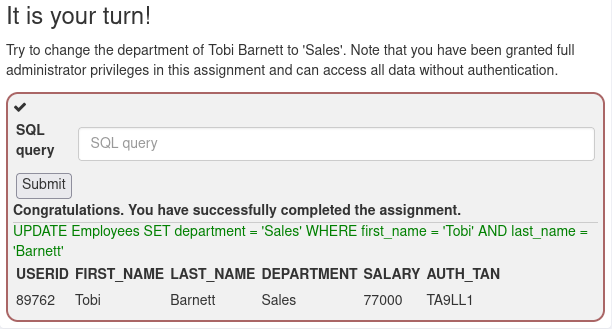 It is your turn!
Try to change the department of Tobi Barnett to 'Sales'. Note that you have been granted full
administrator privileges in this assignment and can access all data without authentication.
SQL query
SQL query
Submit
Congratulations. You have successfully completed the assignment.
UPDATE Employees SET department = 'Sales' WHERE first_name = 'Tobi' AND last_name =
'Barnett'
USERID FIRST_NAME LAST_NAME DEPARTMENT SALARY AUTH_TAN
89762 Tobi Barnett Sales 77000 TA9LL1